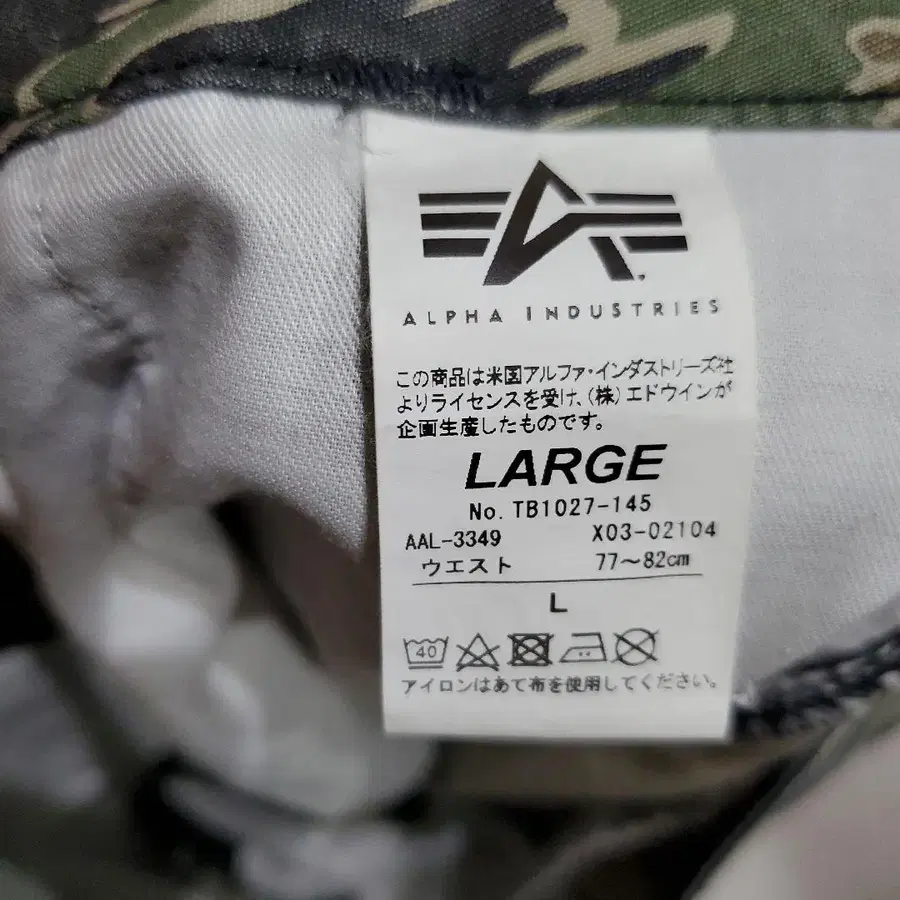 ALPHA INDUSTRIES
この商品は米国アルファ・インダストリーズ社
よりライセンスを受け、(株)エドウインが
企画生産したものです。
LARGE
No. TB1027-145
AAL-3349 X03-02104
ウエスト 77〜82cm
L
40
アイロンはあて布を使用してください。